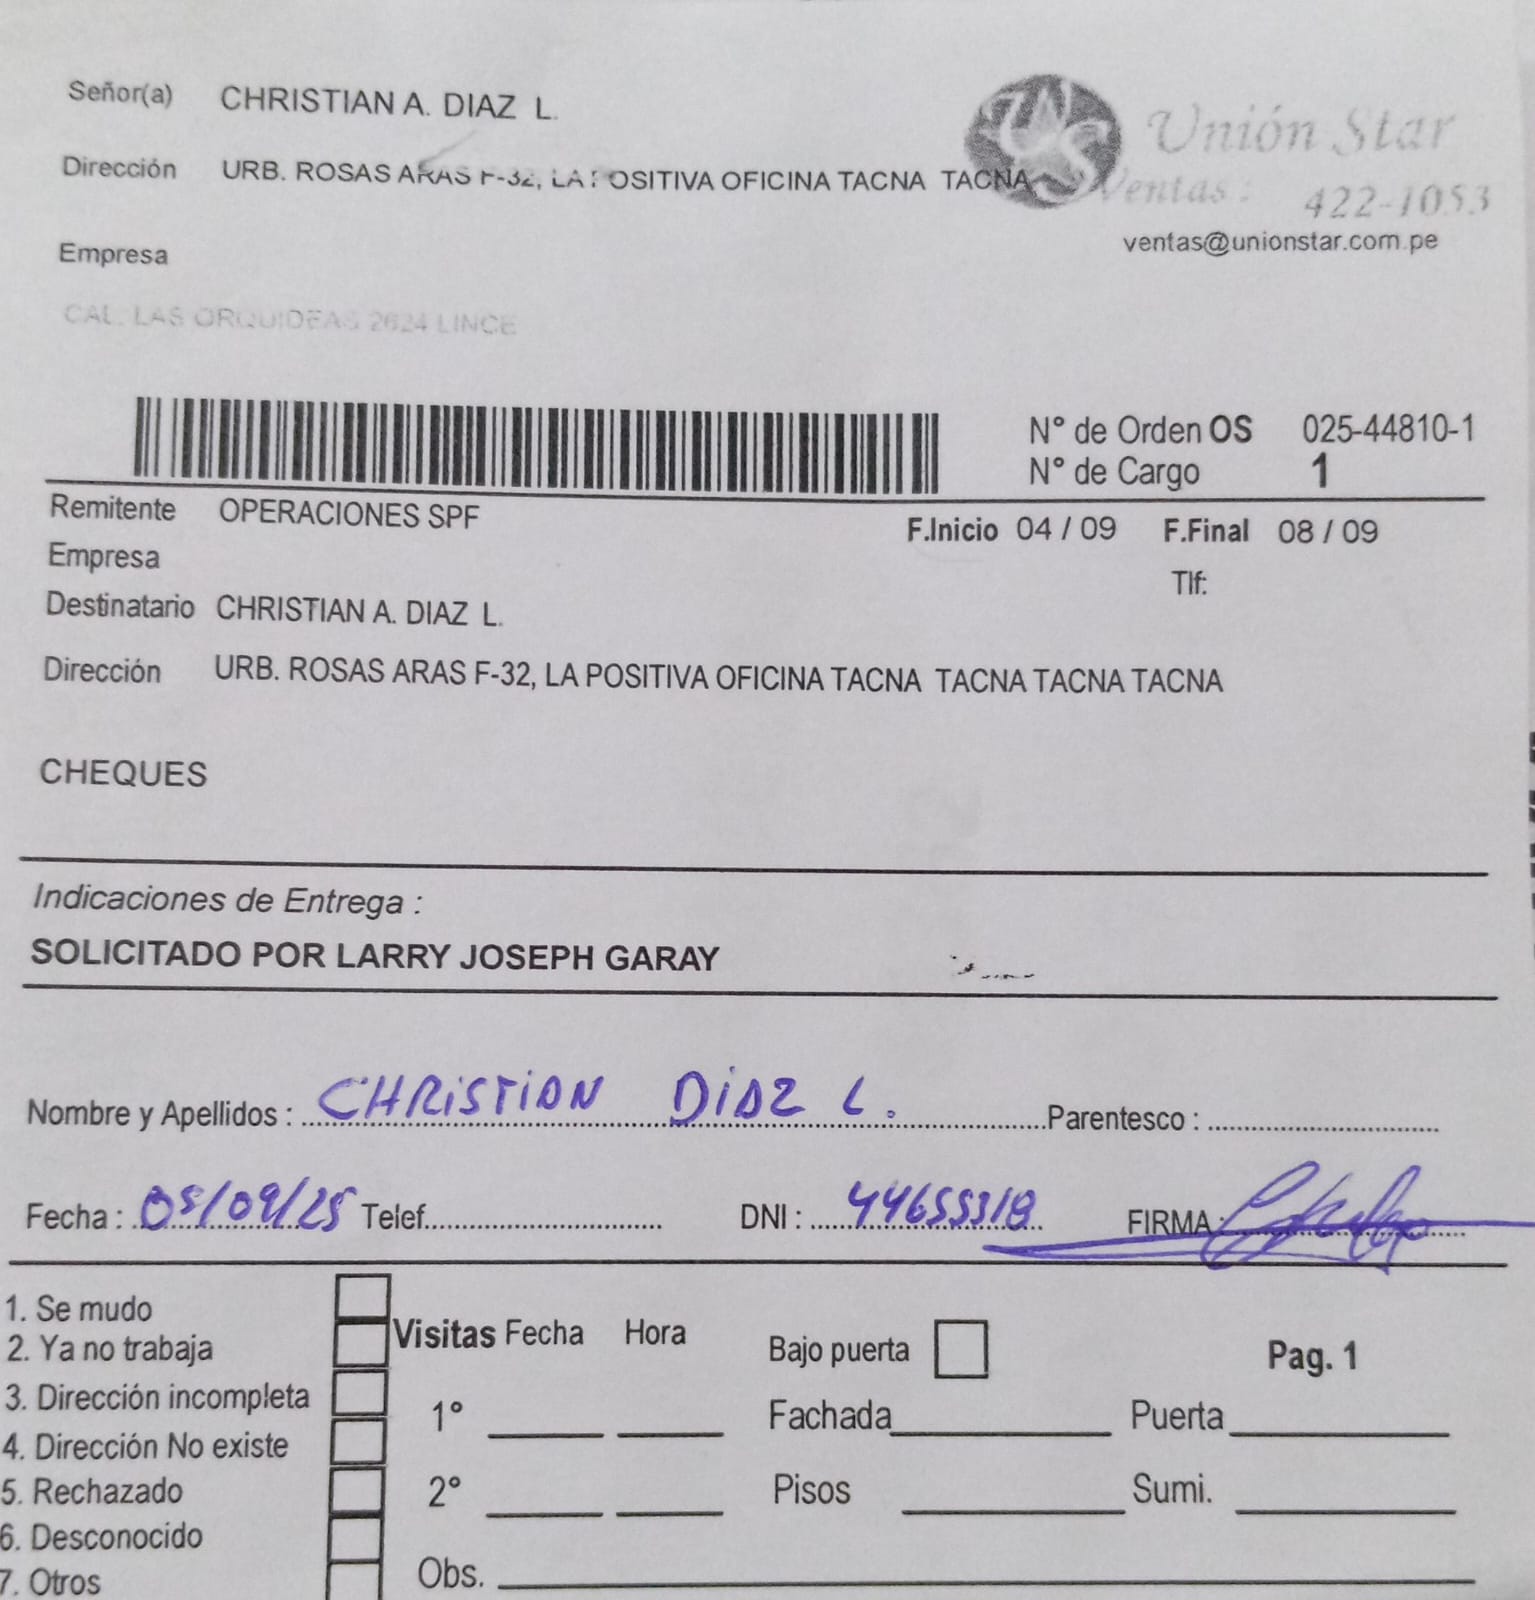 Señor(a) CHRISTIAN A. DIAZ L.
Unión Star
Dirección URB. ROSAS ARAS F-32, LA POSITIVA OFICINA TACNA TACNA
Ventas : 422-1053
ventas@unionstar.com.pe
Empresa
CAL. LAS ORQUIDEAS 2624 LINCE
N° de Orden OS 025-44810-1
N° de Cargo 1
Remitente OPERACIONES SPF
F.Inicio 04 / 09 F.Final 08 / 09
Empresa
Tlf:
Destinatario CHRISTIAN A. DIAZ L.
Dirección URB. ROSAS ARAS F-32, LA POSITIVA OFICINA TACNA TACNA TACNA TACNA
CHEQUES
Indicaciones de Entrega :
SOLICITADO POR LARRY JOSEPH GARAY
Nombre y Apellidos : CHRISTIAN DIAZ L. Parentesco :
Fecha : 05/09/25 Telef. DNI : 44655318 FIRMA :
1. Se mudo
2. Ya no trabaja
3. Dirección incompleta
4. Dirección No existe
5. Rechazado
6. Desconocido
7. Otros
Visitas Fecha Hora
1°
2°
Obs.
Bajo puerta
Pag. 1
Fachada Puerta
Pisos Sumi.